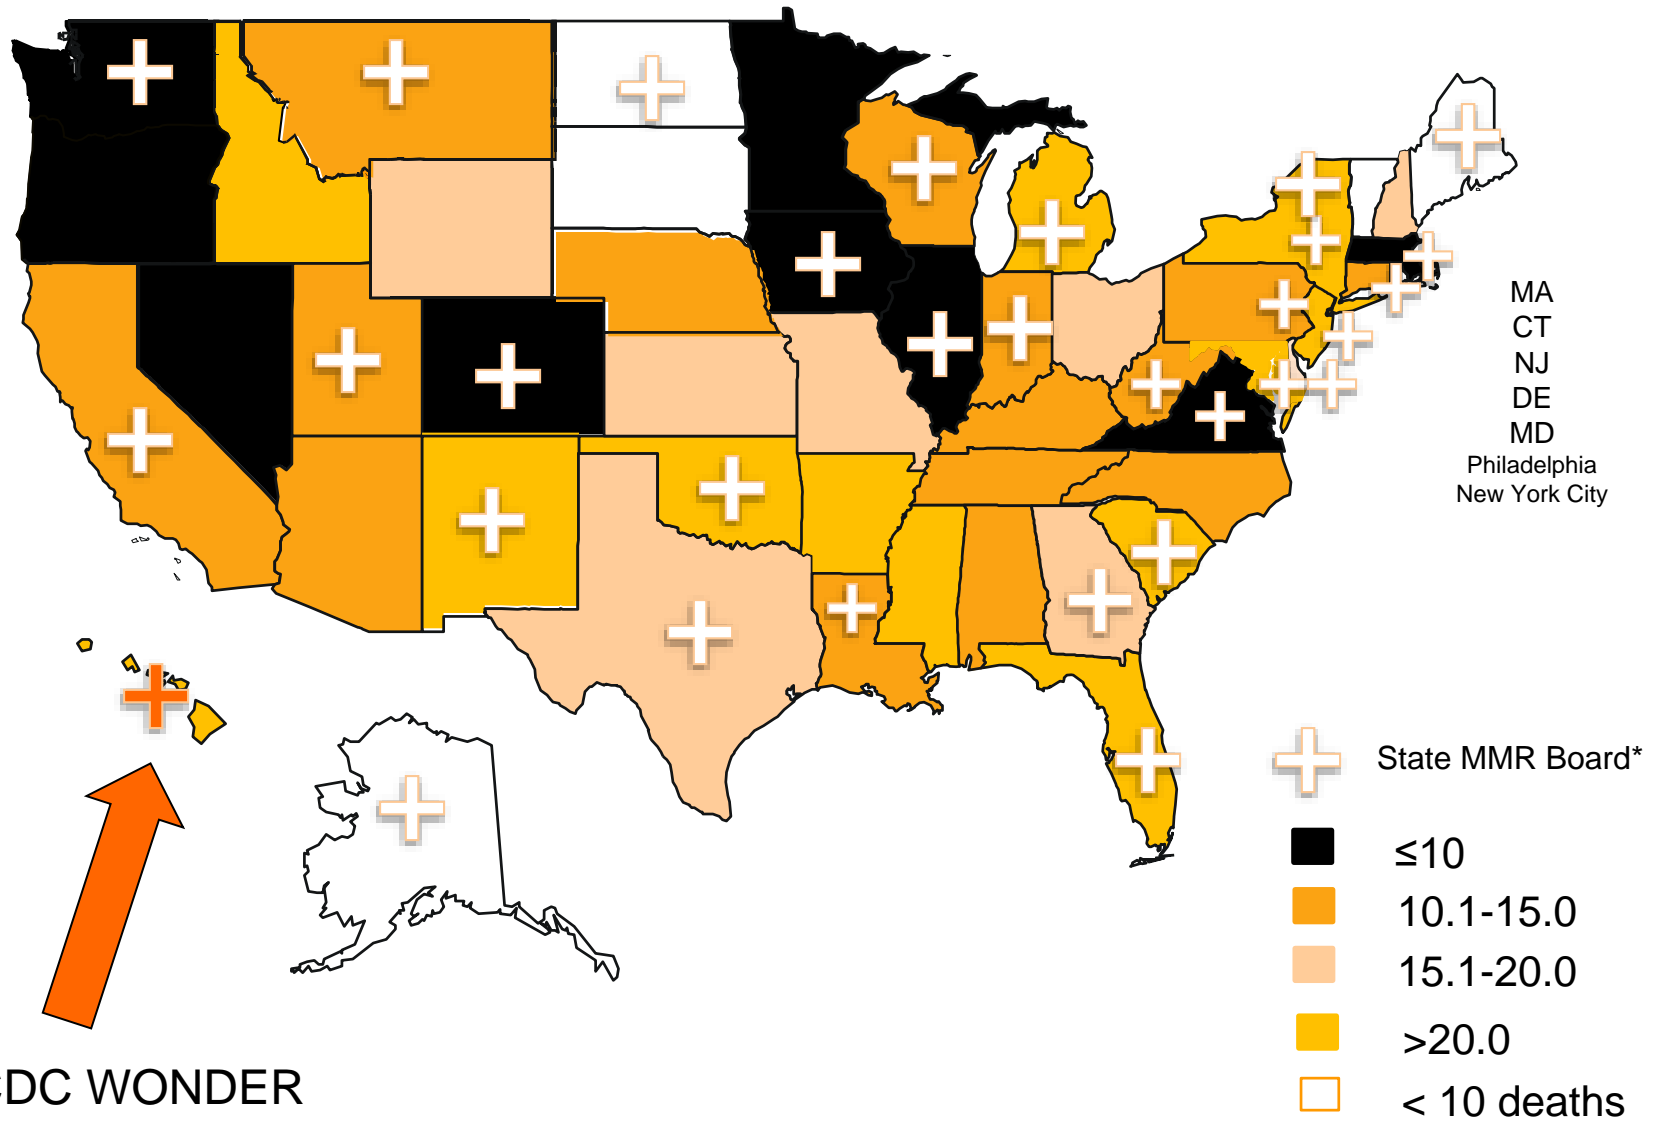 MA
CT
NJ
DE
MD
Philadelphia
New York City
State MMR Board*
≤10
10.1-15.0
15.1-20.0
>20.0
< 10 deaths
CDC WONDER